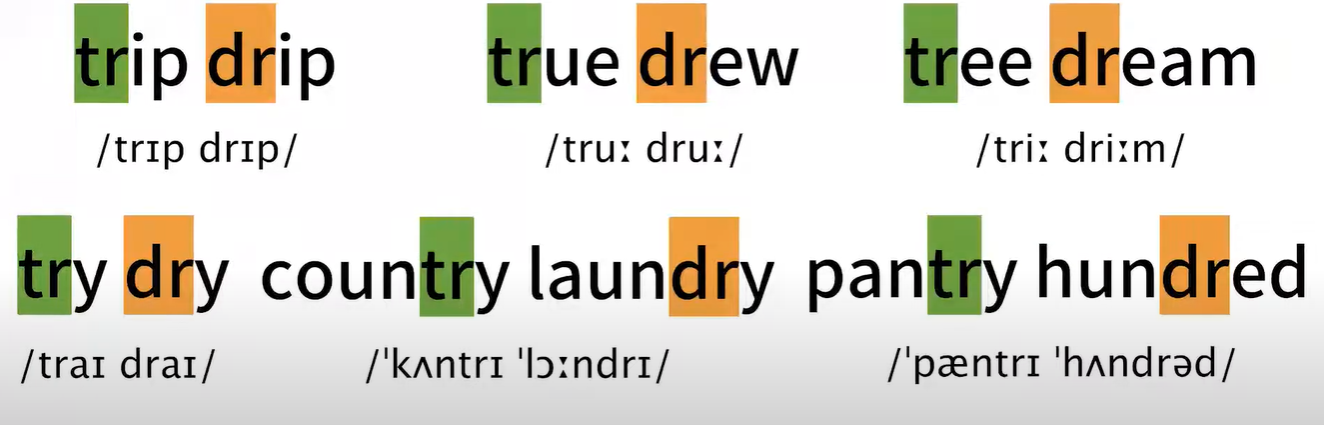 trip drip true drew tree dream
/trɪp drɪp/ /truː druː/ /triː driːm/
try dry country laundry pantry hundred
/traɪ draɪ/ /ˈkʌntrɪ ˈlɔːndrɪ/ /ˈpæntrɪ ˈhʌndrəd/